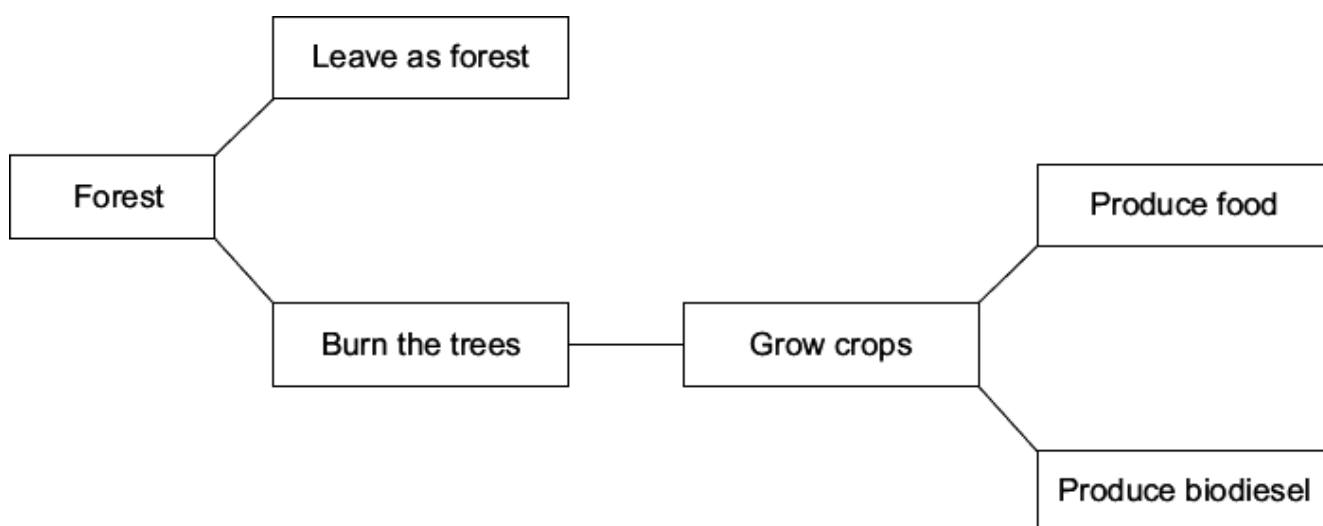 Leave as forest
Forest
Produce food
Burn the trees
Grow crops
Produce biodiesel